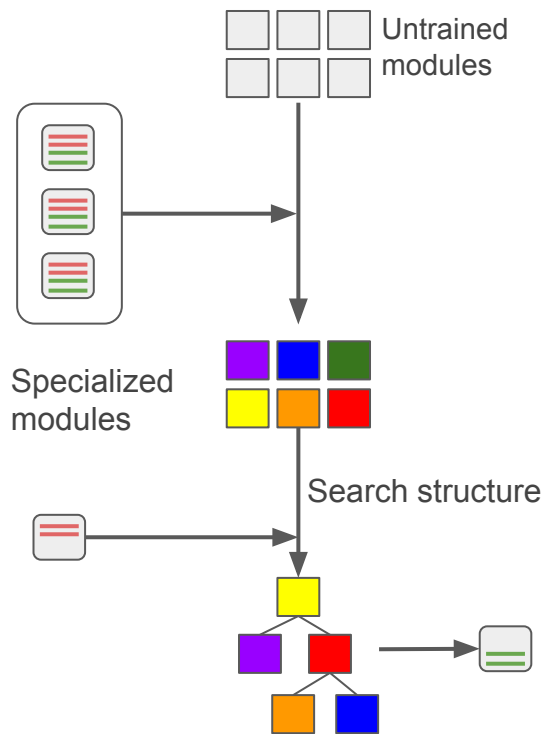 Untrained
modules
Specialized
modules
Search structure